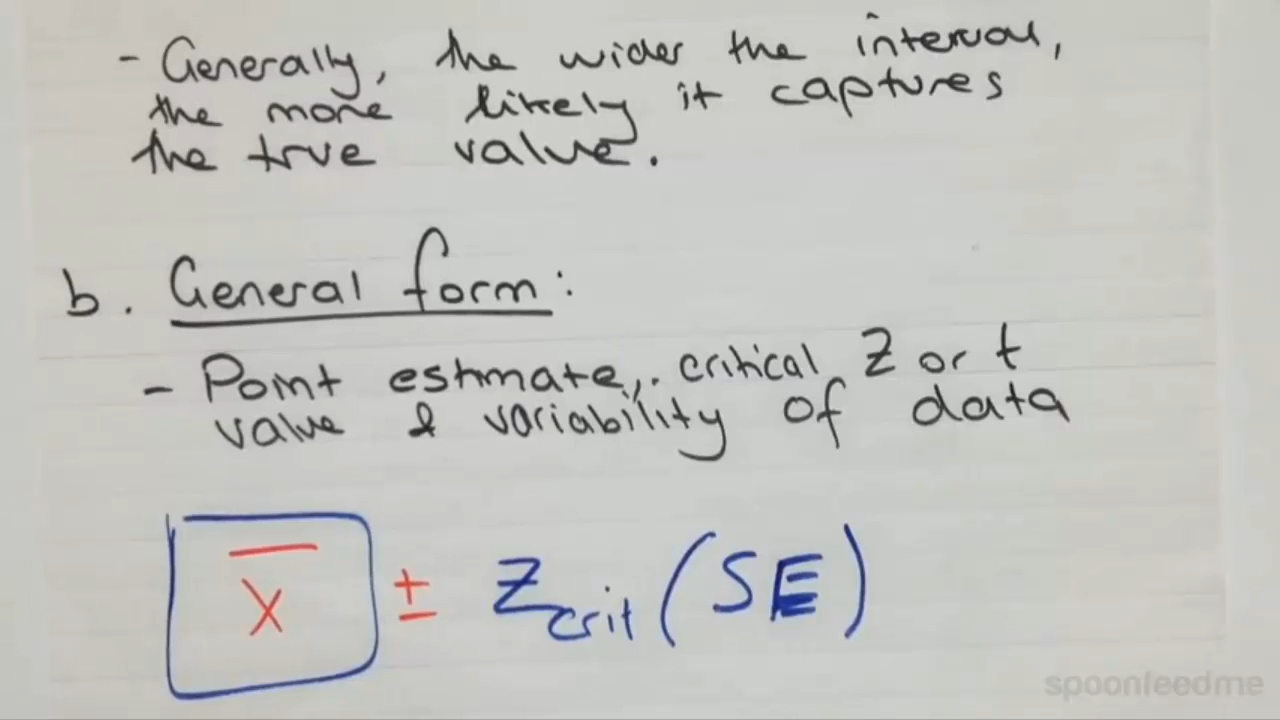 - Generally, the wider the interval,
the more likely it captures
the true value.
b. General form:
- Point estimate, critical Z or t
value & variability of data
x̄ ± Zcrit (SE)
spoonfeedme